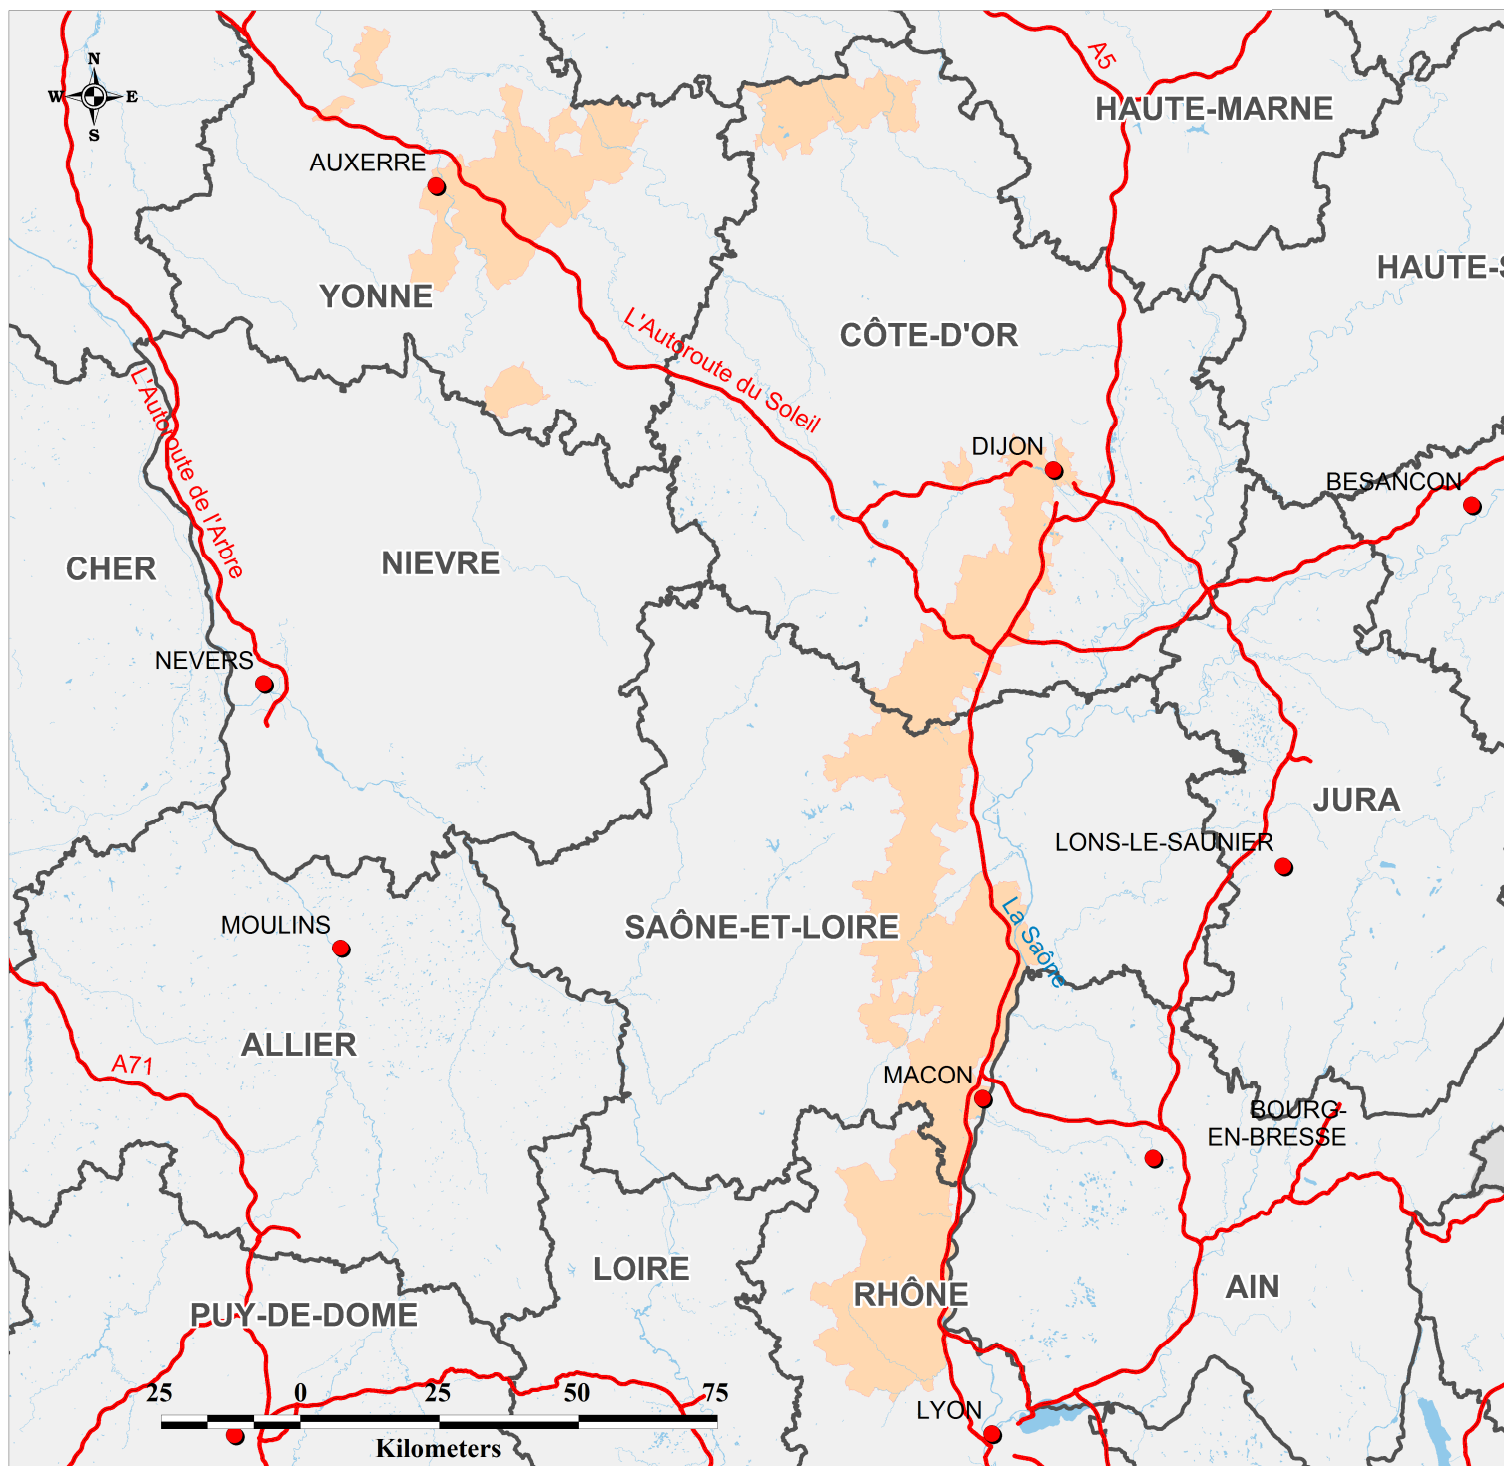 A5
N
W E
S
HAUTE-MARNE
AUXERRE
HAUTE-S
YONNE
CÔTE-D'OR
L'Autoroute du Soleil
L'Autoroute de l'Arbre
DIJON
BESANCON
CHER
NIEVRE
NEVERS
JURA
LONS-LE-SAUNIER
MOULINS
SAÔNE-ET-LOIRE
La Saône
ALLIER
A71
MACON
BOURG-
EN-BRESSE
LOIRE
RHÔNE
AIN
PUY-DE-DOME
25 0 25 50 75
LYON
Kilometers